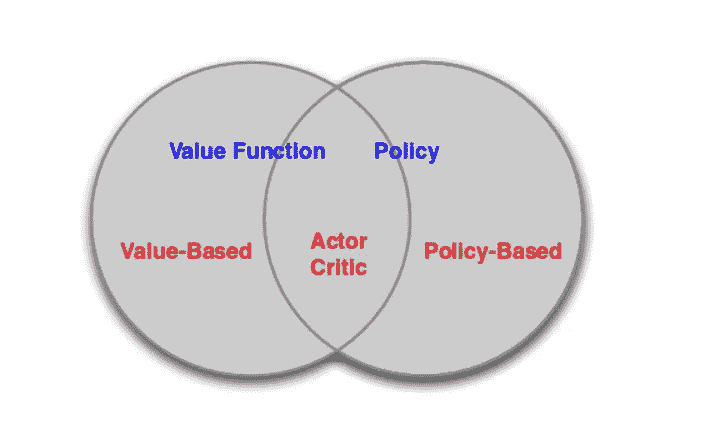 Value Function
Policy
Value-Based
Actor
Critic
Policy-Based